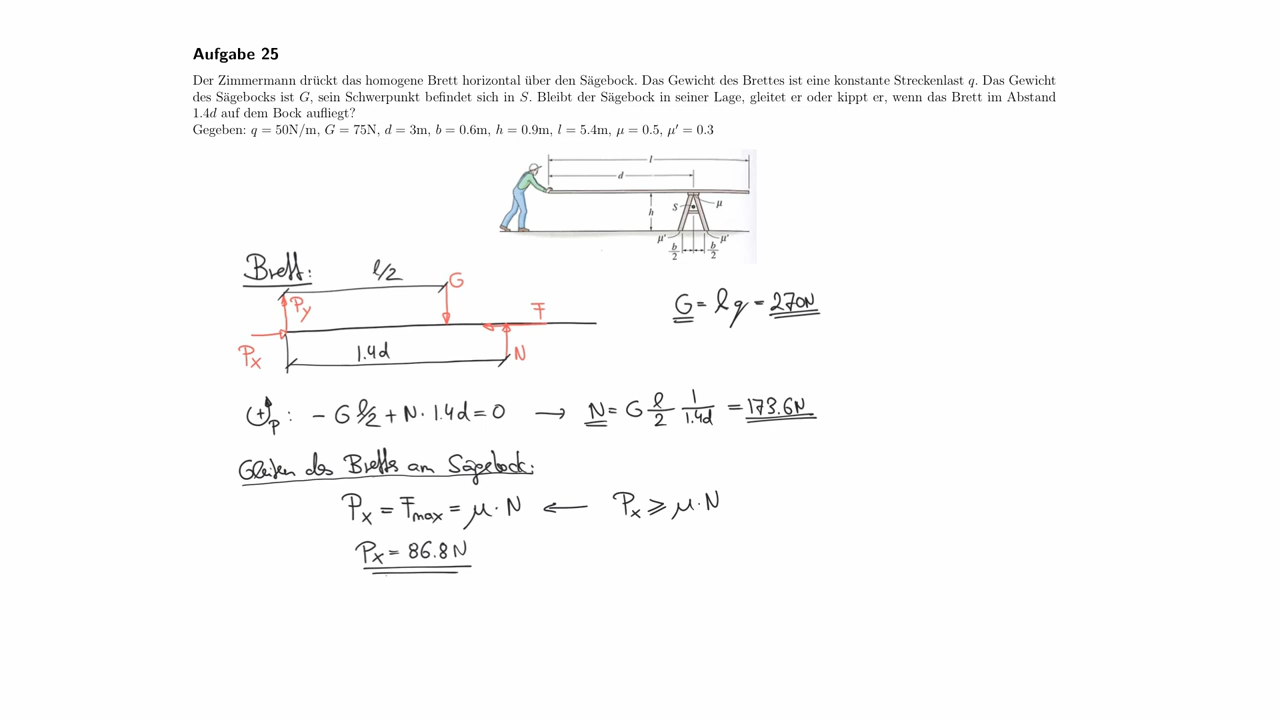 Aufgabe 25
Der Zimmermann drückt das homogene Brett horizontal über den Sägebock. Das Gewicht des Brettes ist eine konstante Streckenlast q. Das Gewicht
des Sägebocks ist G, sein Schwerpunkt befindet sich in S. Bleibt der Sägebock in seiner Lage, gleitet er oder kippt er, wenn das Brett im Abstand
1.4d auf dem Bock aufliegt?
Gegeben: q = 50N/m, G = 75N, d = 3m, b = 0.6m, h = 0.9m, l = 5.4m, μ = 0.5, μ' = 0.3
l
d
S
μ
h
μ'
μ'
b/2
b/2
Brett:
l/2
G
Py
F
G = l q = 270N
Px
1.4d
N
(+)P: - G l/2 + N · 1.4d = 0 → N = G l/2 1/1.4d = 173.6N
Gleiten des Bretts am Sägebock:
Px = Fmax = μ · N ← Px ≥ μ · N
Px = 86.8N